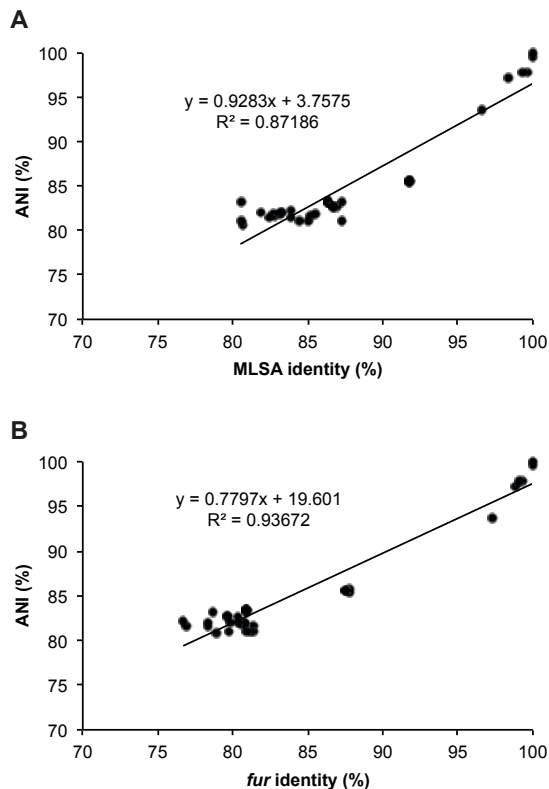 A
100
95
90
85
80
75
70
ANI (%)
y = 0.9283x + 3.7575
R² = 0.87186
70 75 80 85 90 95 100
MLSA identity (%)
B
100
95
90
85
80
75
70
ANI (%)
y = 0.7797x + 19.601
R² = 0.93672
70 75 80 85 90 95 100
fur identity (%)